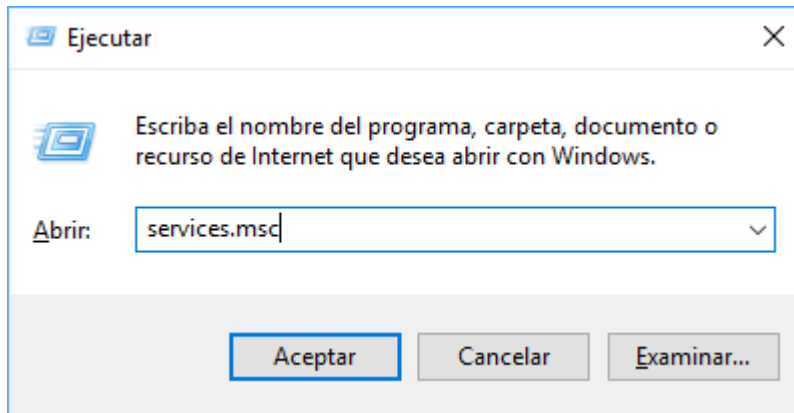 Ejecutar
Escriba el nombre del programa, carpeta, documento o
recurso de Internet que desea abrir con Windows.
Abrir: services.msc
Aceptar Cancelar Examinar...